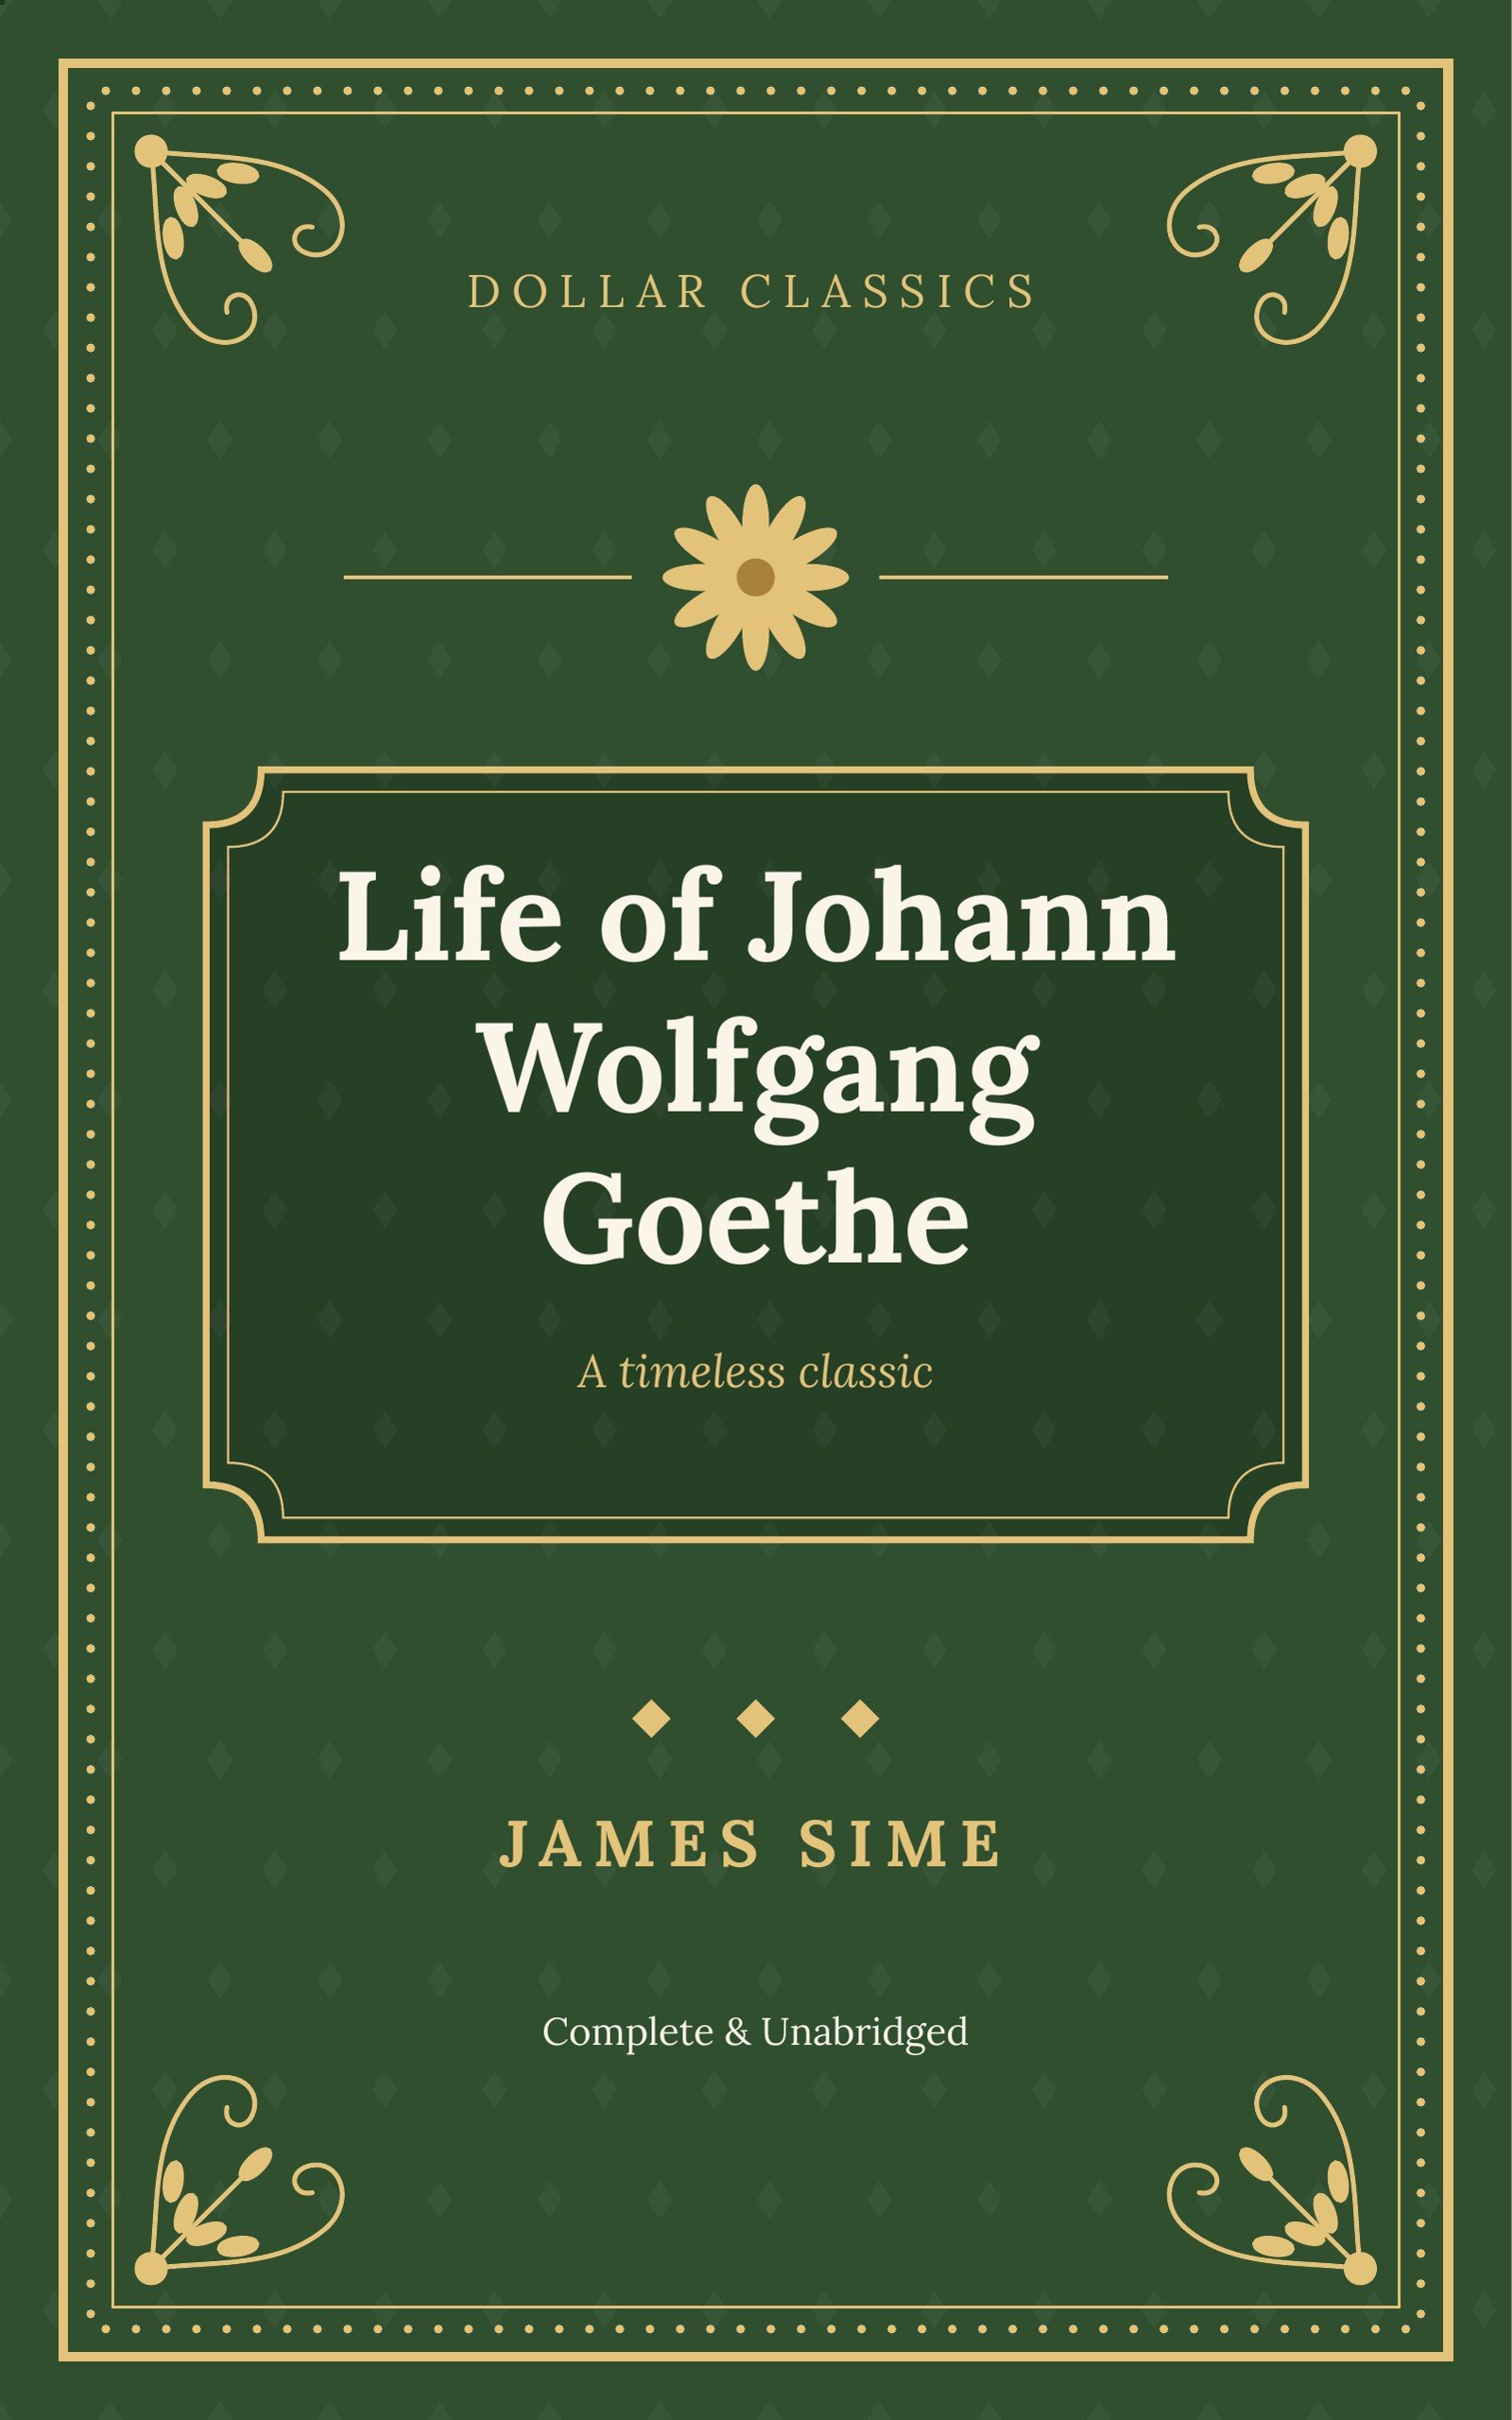 DOLLAR CLASSICS
Life of Johann
Wolfgang
Goethe
A timeless classic
JAMES SIME
Complete & Unabridged